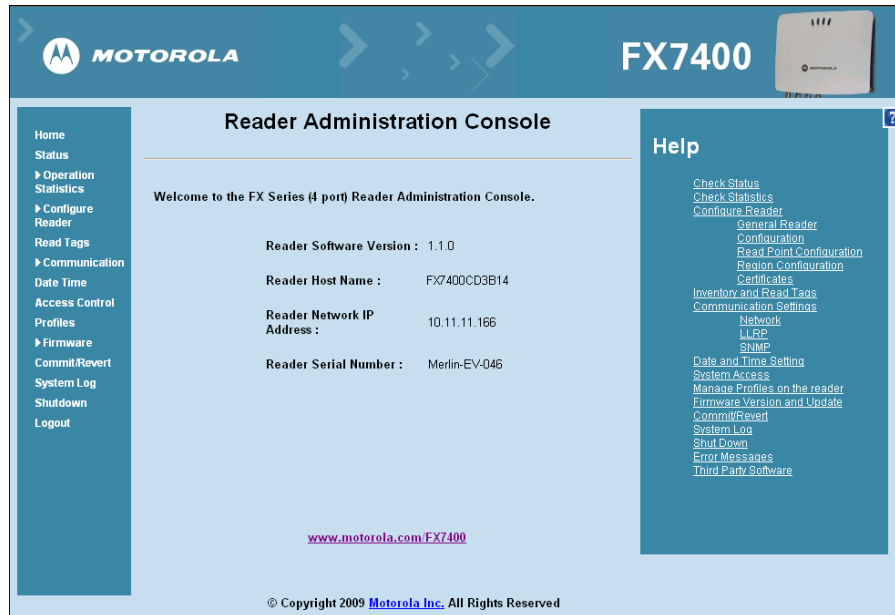 MOTOROLA
FX7400
MOTOROLA
Home
Status
Operation
Statistics
Configure
Reader
Read Tags
Communication
Date Time
Access Control
Profiles
Firmware
Commit/Revert
System Log
Shutdown
Logout
Reader Administration Console
Welcome to the FX Series (4 port) Reader Administration Console.
Reader Software Version : 1.1.0
Reader Host Name : FX7400CD3B14
Reader Network IP
Address : 10.11.11.166
Reader Serial Number : Merlin-EV-046
www.motorola.com/FX7400
© Copyright 2009 Motorola Inc. All Rights Reserved
?
Help
Check Status
Check Statistics
Configure Reader
General Reader
Configuration
Read Point Configuration
Region Configuration
Certificates
Inventory and Read Tags
Communication Settings
Network
LLRP
SNMP
Date and Time Setting
System Access
Manage Profiles on the reader
Firmware Version and Update
Commit/Revert
System Log
Shut Down
Error Messages
Third Party Software